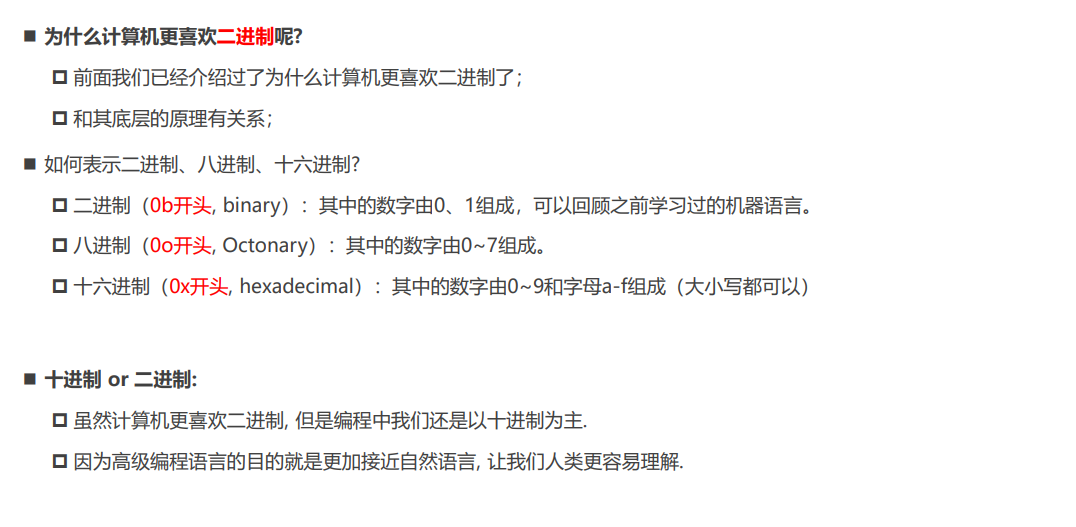 ■ 为什么计算机更喜欢二进制呢?
前面我们已经介绍过了为什么计算机更喜欢二进制了；
和其底层的原理有关系；
■ 如何表示二进制、八进制、十六进制?
二进制（0b开头, binary）：其中的数字由0、1组成，可以回顾之前学习过的机器语言。
八进制（0o开头, Octonary）：其中的数字由0~7组成。
十六进制（0x开头, hexadecimal）：其中的数字由0~9和字母a-f组成（大小写都可以）
■ 十进制 or 二进制:
虽然计算机更喜欢二进制, 但是编程中我们还是以十进制为主.
因为高级编程语言的目的就是更加接近自然语言, 让我们人类更容易理解.